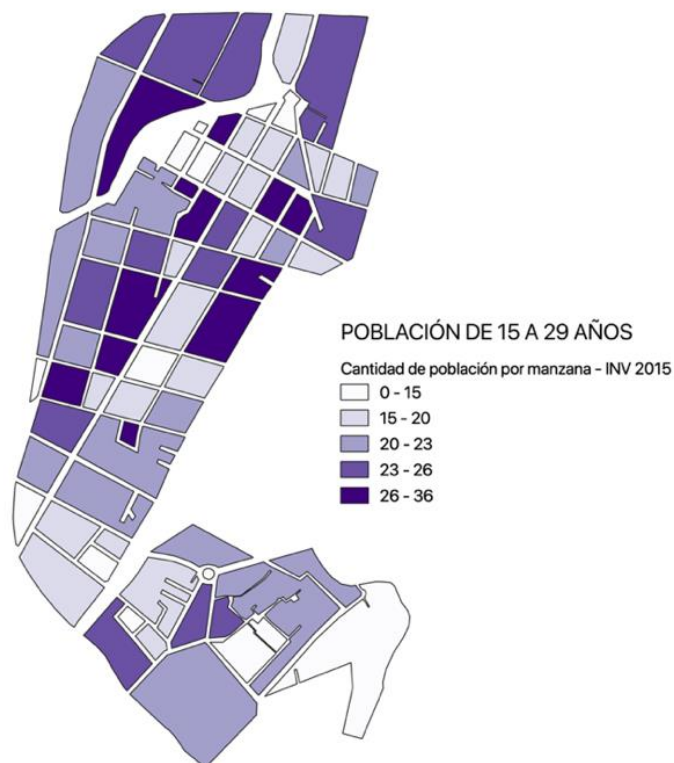 POBLACIÓN DE 15 A 29 AÑOS
Cantidad de población por manzana - INV 2015
0 - 15
15 - 20
20 - 23
23 - 26
26 - 36